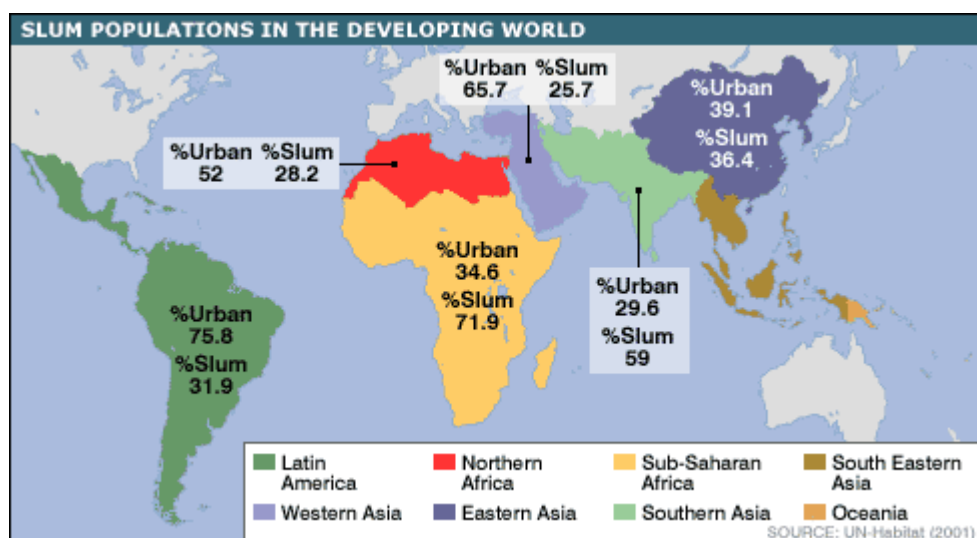 SLUM POPULATIONS IN THE DEVELOPING WORLD
%Urban %Slum
65.7 25.7
%Urban
39.1
%Slum
36.4
%Urban %Slum
52 28.2
%Urban
34.6
%Slum
71.9
%Urban
29.6
%Slum
59
%Urban
75.8
%Slum
31.9
Latin
America
Northern
Africa
Sub-Saharan
Africa
South Eastern
Asia
Western Asia
Eastern Asia
Southern Asia
Oceania
SOURCE: UN-Habitat (2001)